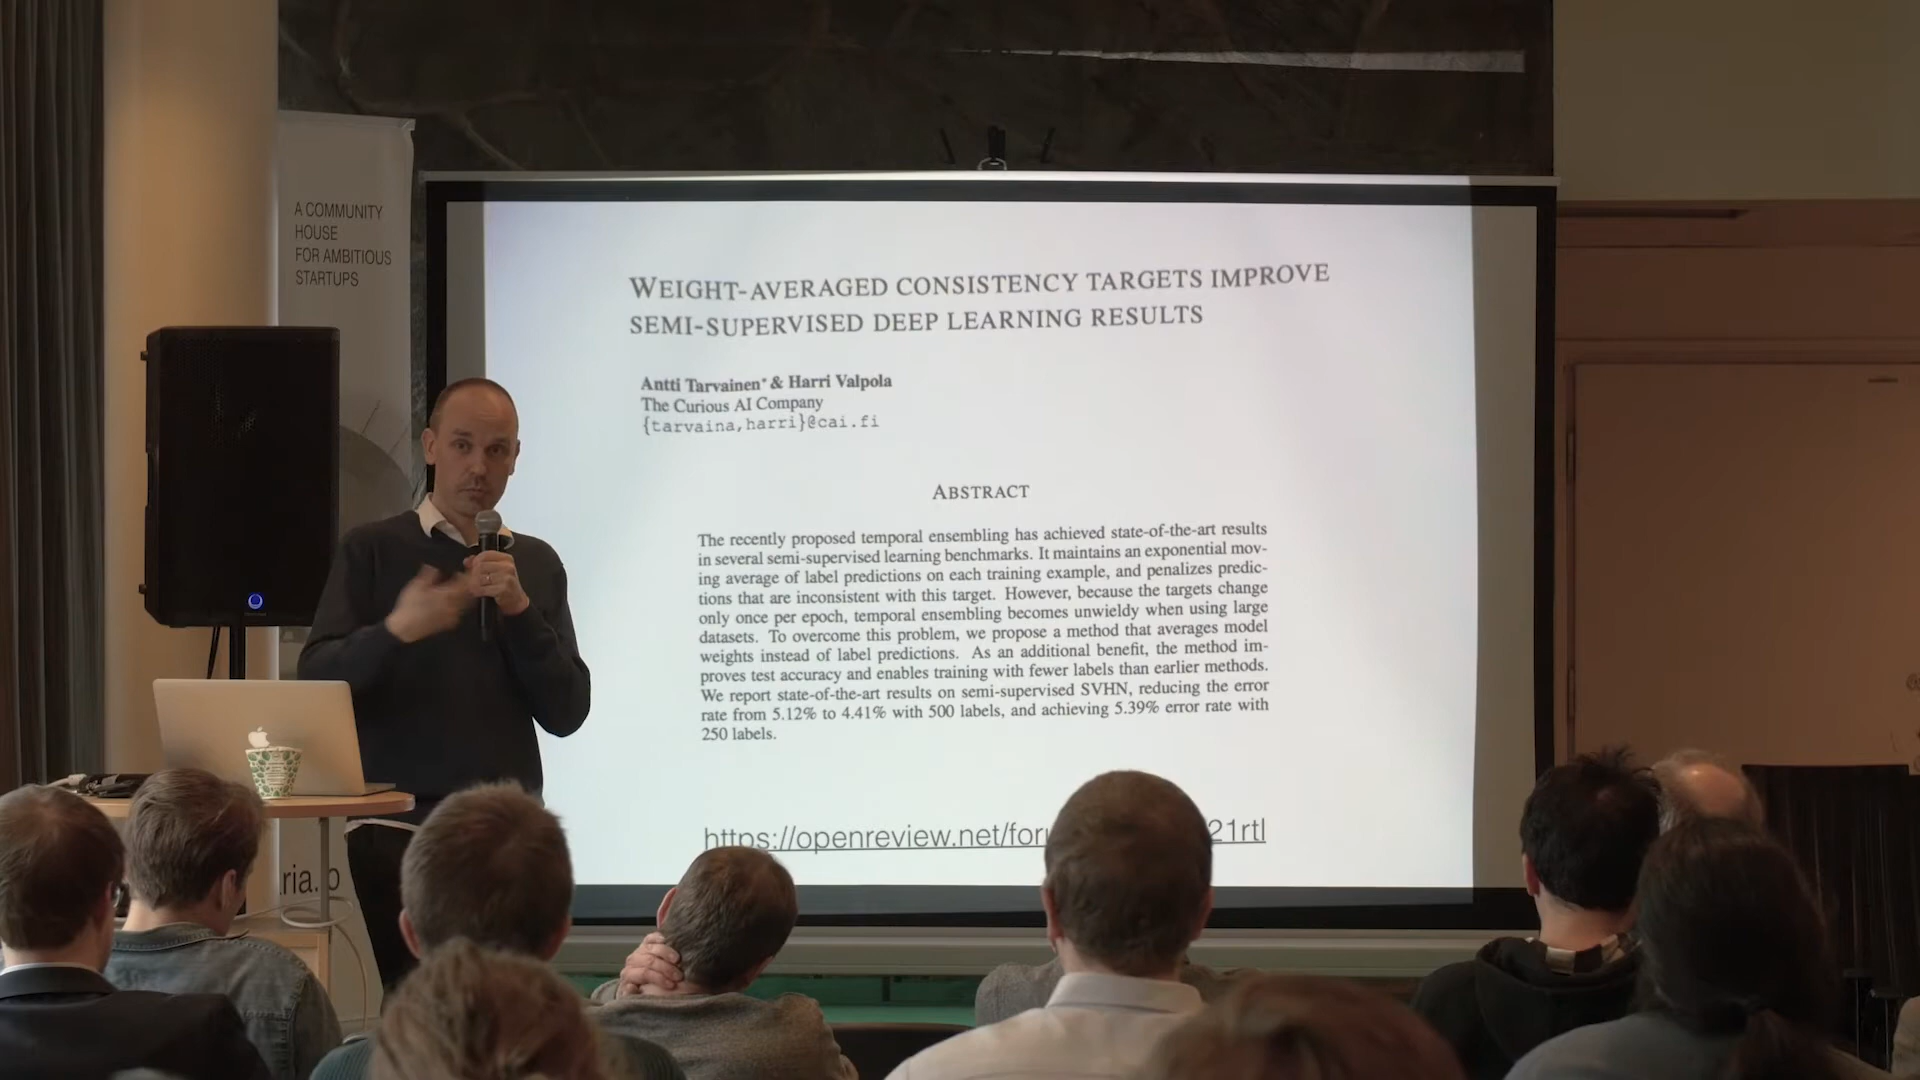 A COMMUNITY
HOUSE
FOR AMBITIOUS
STARTUPS
WEIGHT-AVERAGED CONSISTENCY TARGETS IMPROVE
SEMI-SUPERVISED DEEP LEARNING RESULTS
Antti Tarvainen* & Harri Valpola
The Curious AI Company
{tarvaina,harri}@cai.fi
ABSTRACT
The recently proposed temporal ensembling has achieved state-of-the-art results
in several semi-supervised learning benchmarks. It maintains an exponential mov-
ing average of label predictions on each training example, and penalizes predic-
tions that are inconsistent with this target. However, because the targets change
only once per epoch, temporal ensembling becomes unwieldy when using large
datasets. To overcome this problem, we propose a method that averages model
weights instead of label predictions. As an additional benefit, the method im-
proves test accuracy and enables training with fewer labels than earlier methods.
We report state-of-the-art results on semi-supervised SVHN, reducing the error
rate from 5.12% to 4.41% with 500 labels, and achieving 5.39% error rate with
250 labels.
https://openreview.net/for 21rtl